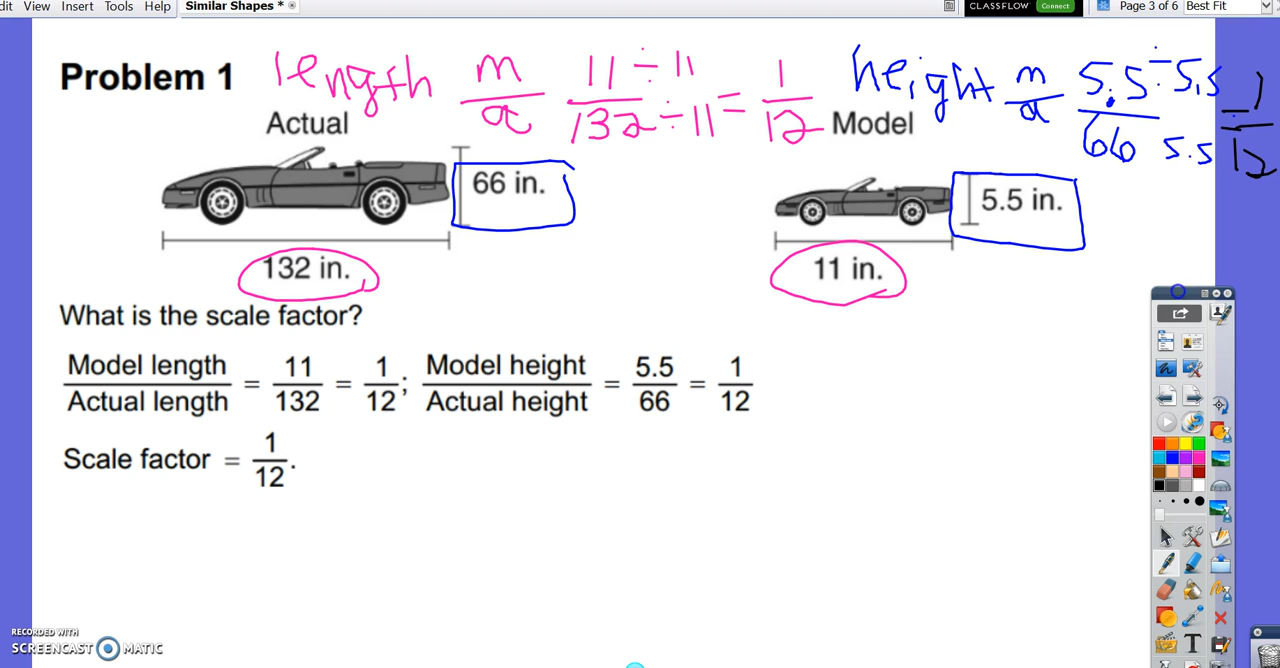 dit View Insert Tools Help Similar Shapes * CLASSFLOW Connect Page 3 of 6 Best Fit
Problem 1 length m/a 11 ÷ 11 / 132 ÷ 11 = 1/12 height m/a 5.5 ÷ 5.5 / 66 5.5 = 1/12
Actual Model
66 in. 5.5 in.
132 in. 11 in.
What is the scale factor?
Model length / Actual length = 11/132 = 1/12; Model height / Actual height = 5.5/66 = 1/12
Scale factor = 1/12.
RECORDED WITH
SCREENCAST MATIC